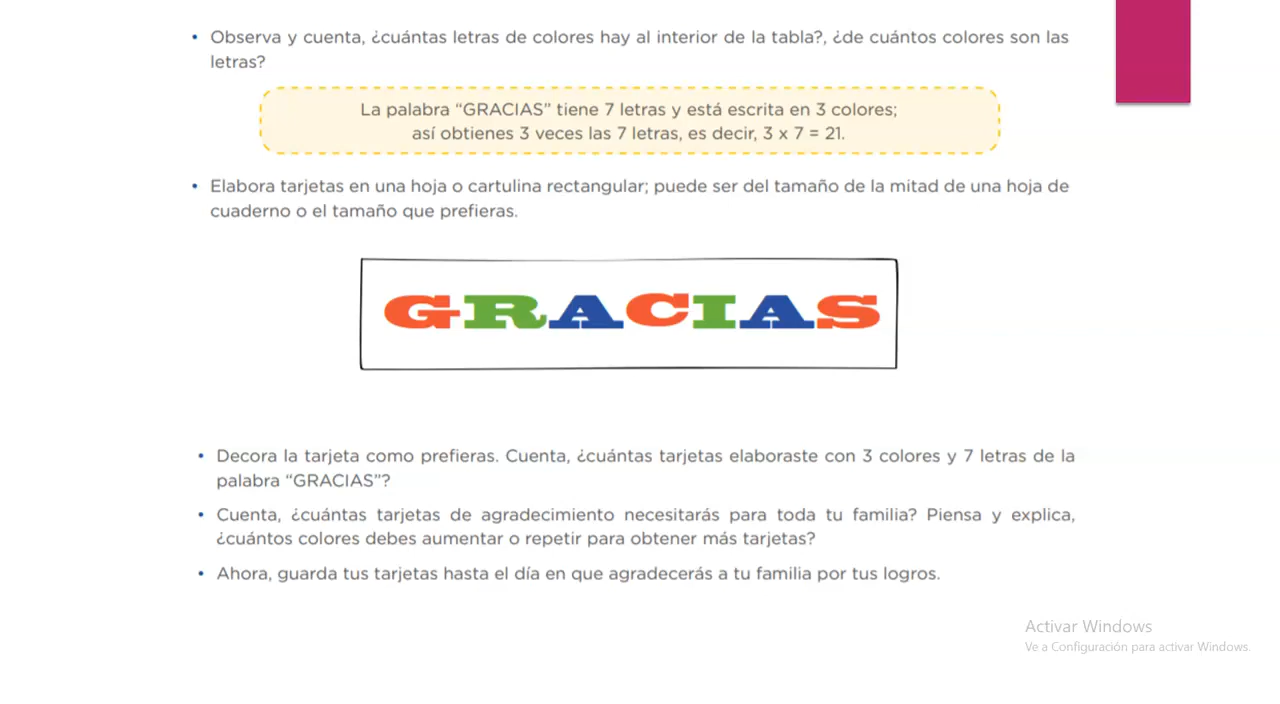 • Observa y cuenta, ¿cuántas letras de colores hay al interior de la tabla?, ¿de cuántos colores son las
letras?
La palabra “GRACIAS” tiene 7 letras y está escrita en 3 colores;
así obtienes 3 veces las 7 letras, es decir, 3 x 7 = 21.
• Elabora tarjetas en una hoja o cartulina rectangular; puede ser del tamaño de la mitad de una hoja de
cuaderno o el tamaño que prefieras.
GRACIAS
• Decora la tarjeta como prefieras. Cuenta, ¿cuántas tarjetas elaboraste con 3 colores y 7 letras de la
palabra “GRACIAS”?
• Cuenta, ¿cuántas tarjetas de agradecimiento necesitarás para toda tu familia? Piensa y explica,
¿cuántos colores debes aumentar o repetir para obtener más tarjetas?
• Ahora, guarda tus tarjetas hasta el día en que agradecerás a tu familia por tus logros.
Activar Windows
Ve a Configuración para activar Windows.